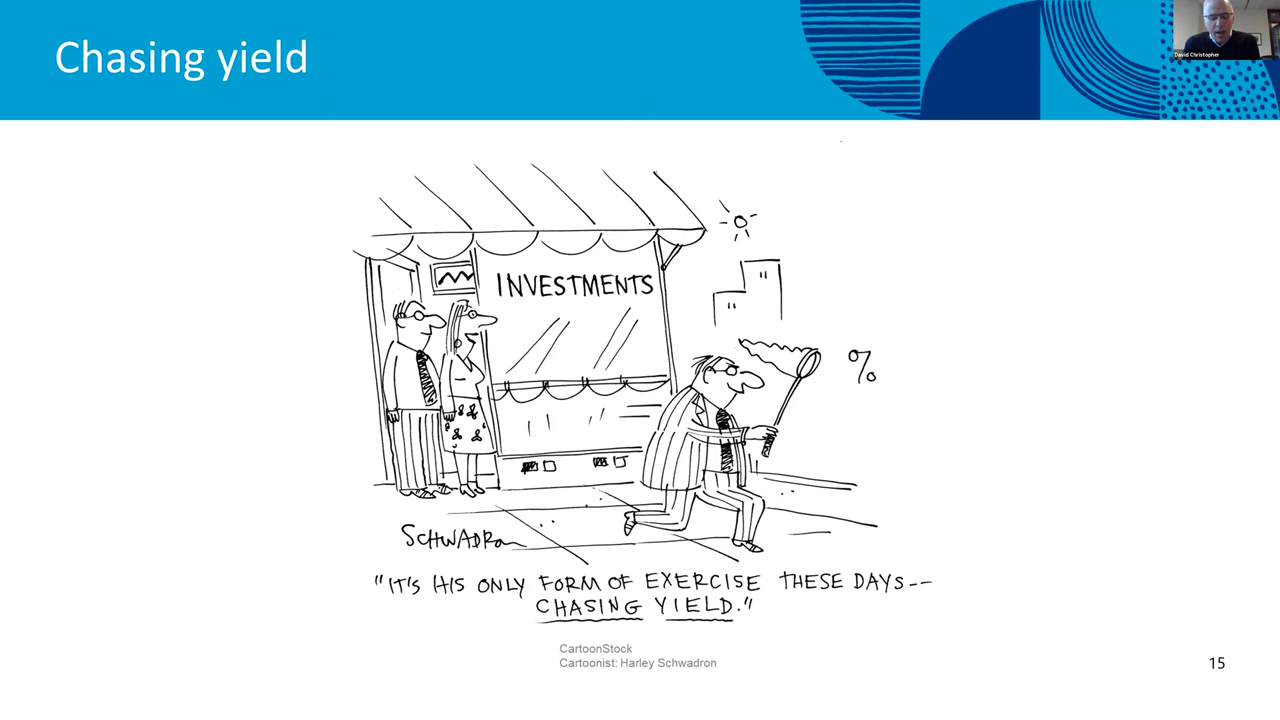 Chasing yield
David Christopher
INVESTMENTS
%
SCHWADRON
"IT'S HIS ONLY FORM OF EXERCISE THESE DAYS--
CHASING YIELD."
CartoonStock
Cartoonist: Harley Schwadron
15